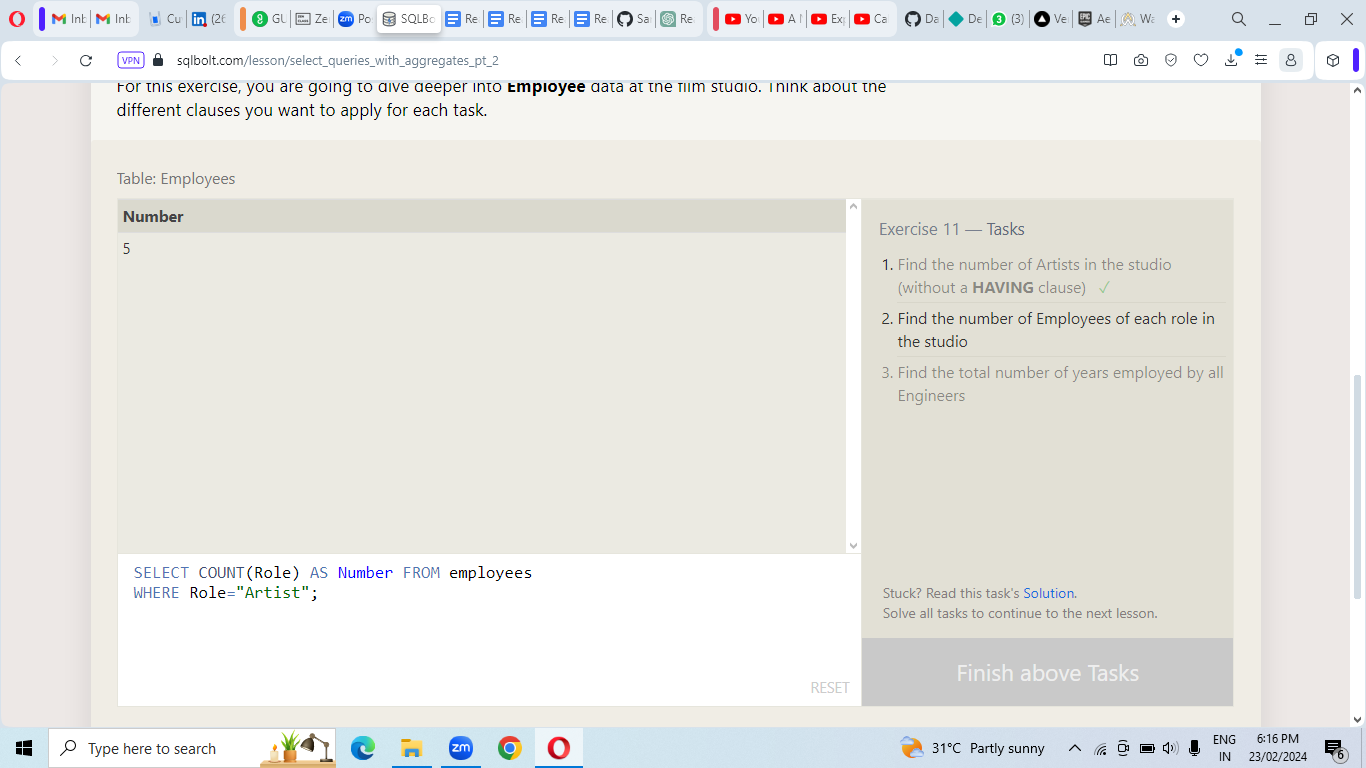 Inb
Inb
Cu
(26
GU
Ze
Po
SQLBo
Re
Re
Re
Re
Sa
Re
Yo
A M
Exp
Ca
Da
De
(3)
Ve
Ae
Wa
VPN
sqlbolt.com/lesson/select_queries_with_aggregates_pt_2
For this exercise, you are going to dive deeper into Employee data at the film studio. Think about the
different clauses you want to apply for each task.
Table: Employees
Number
5
SELECT COUNT(Role) AS Number FROM employees
WHERE Role="Artist";
RESET
Exercise 11 — Tasks
1. Find the number of Artists in the studio
(without a HAVING clause) ✓
2. Find the number of Employees of each role in
the studio
3. Find the total number of years employed by all
Engineers
Stuck? Read this task's Solution.
Solve all tasks to continue to the next lesson.
Finish above Tasks
Type here to search
zm
31°C Partly sunny
ENG
IN
6:16 PM
23/02/2024
6